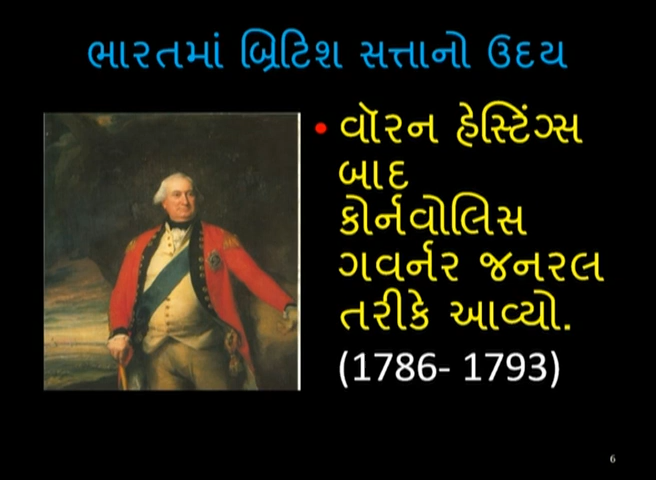 ભારતમાં બ્રિટિશ સત્તાનો ઉદય
• વૉરન હેસ્ટિંગ્સ
બાદ
કોર્નવોલિસ
ગવર્નર જનરલ
તરીકે આવ્યો.
(1786- 1793)
6